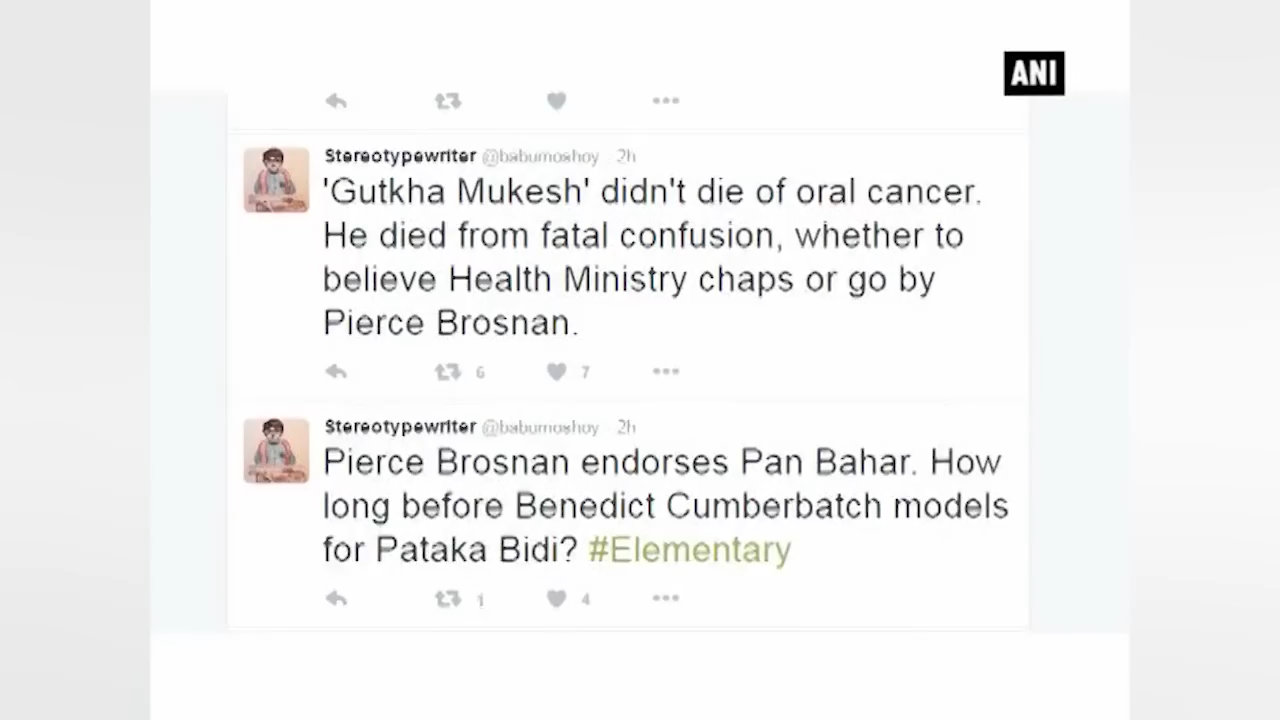 ANI
Stereotypewriter @babumoshoy 2h
'Gutkha Mukesh' didn't die of oral cancer.
He died from fatal confusion, whether to
believe Health Ministry chaps or go by
Pierce Brosnan.
6 7
Stereotypewriter @babumoshoy 2h
Pierce Brosnan endorses Pan Bahar. How
long before Benedict Cumberbatch models
for Pataka Bidi? #Elementary
1 4